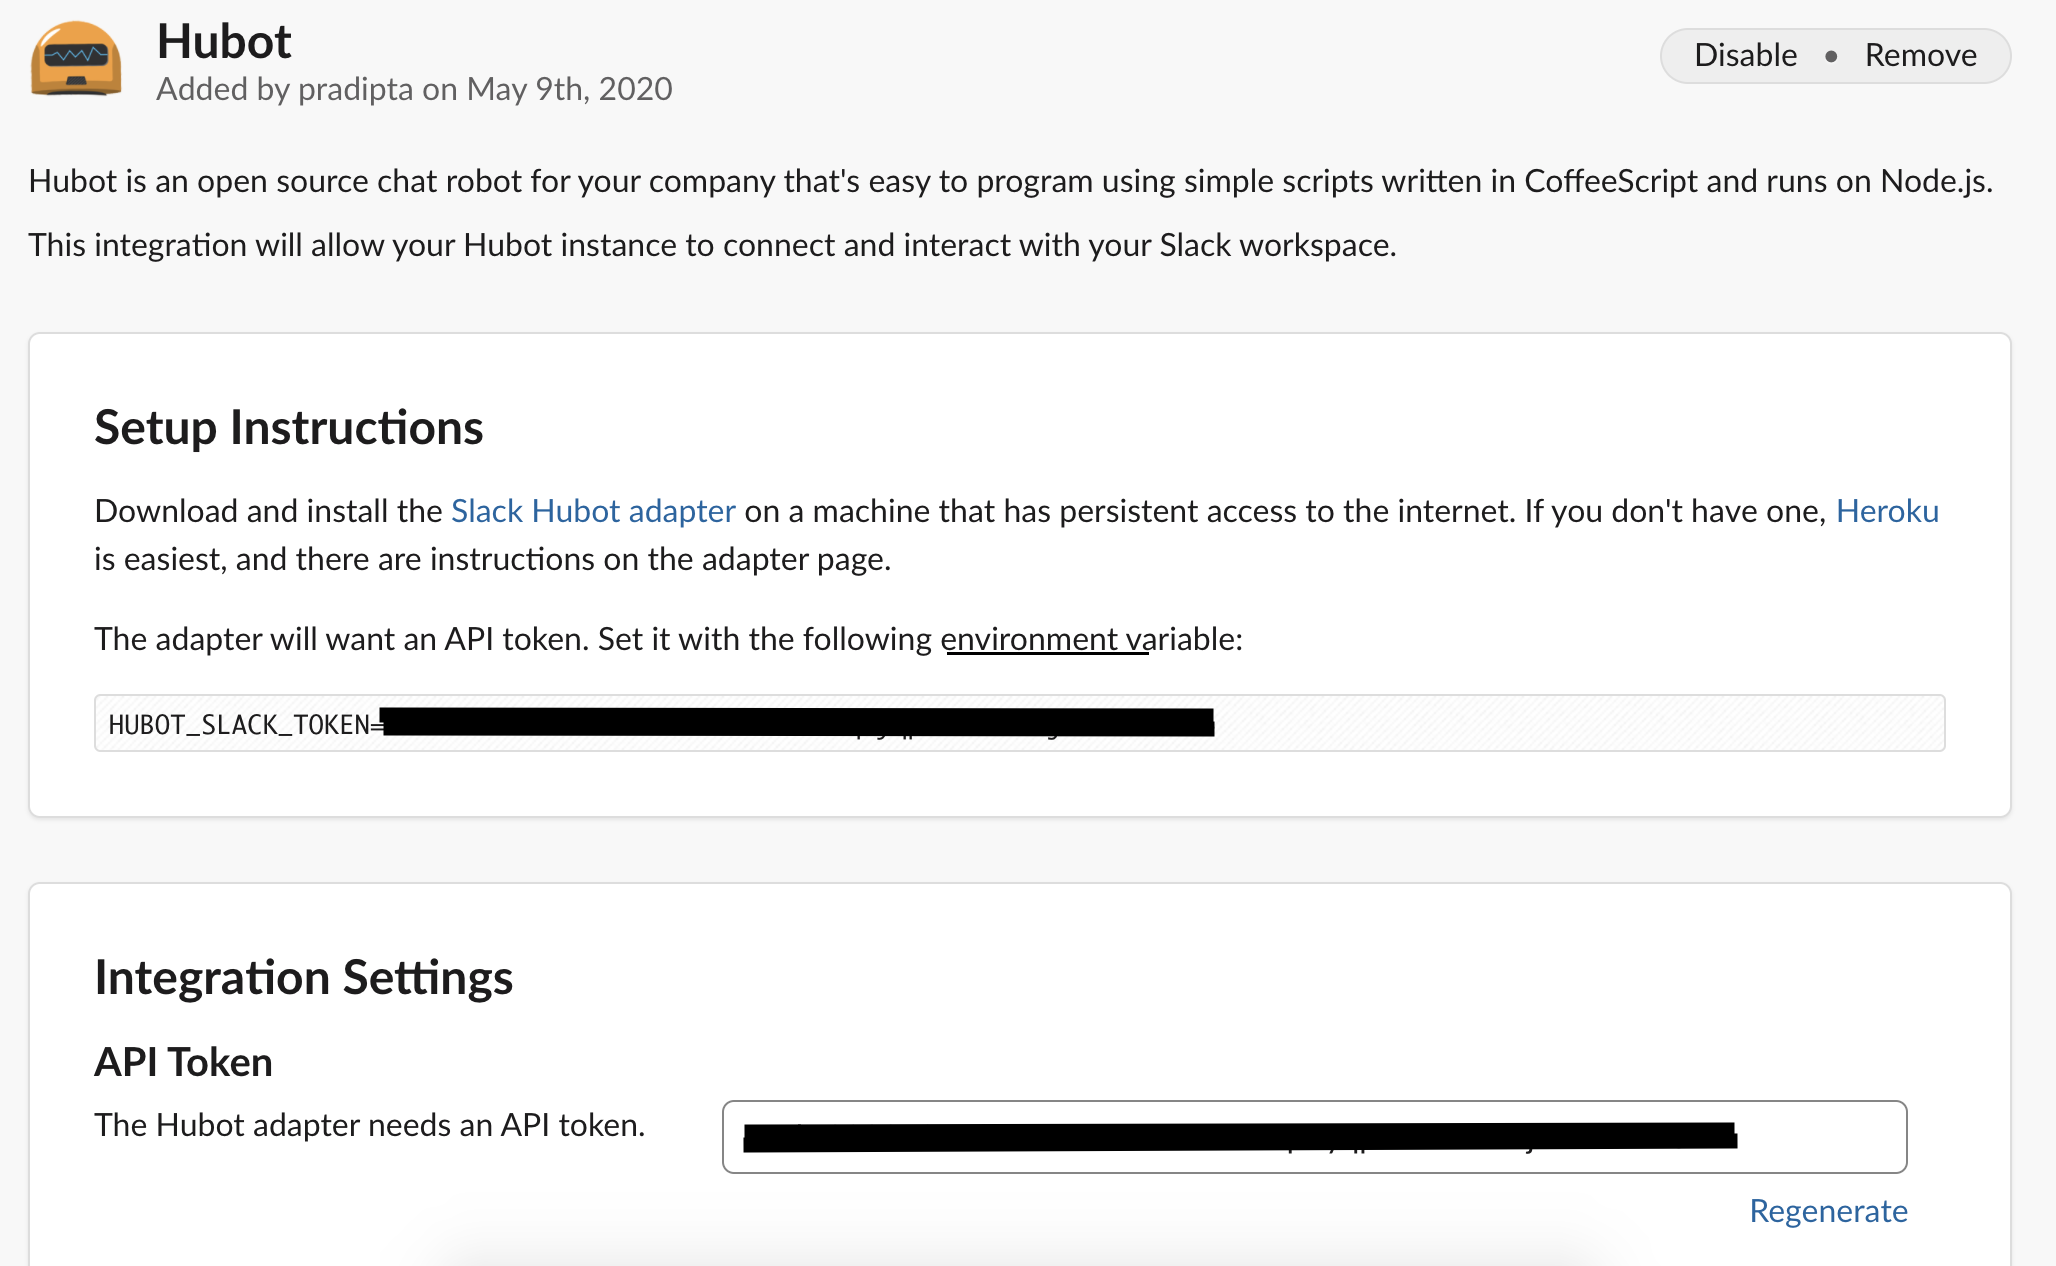 Hubot
Added by pradipta on May 9th, 2020
Disable • Remove
Hubot is an open source chat robot for your company that's easy to program using simple scripts written in CoffeeScript and runs on Node.js.
This integration will allow your Hubot instance to connect and interact with your Slack workspace.
Setup Instructions
Download and install the Slack Hubot adapter on a machine that has persistent access to the internet. If you don't have one, Heroku
is easiest, and there are instructions on the adapter page.
The adapter will want an API token. Set it with the following environment variable:
HUBOT_SLACK_TOKEN=
Integration Settings
API Token
The Hubot adapter needs an API token.
Regenerate